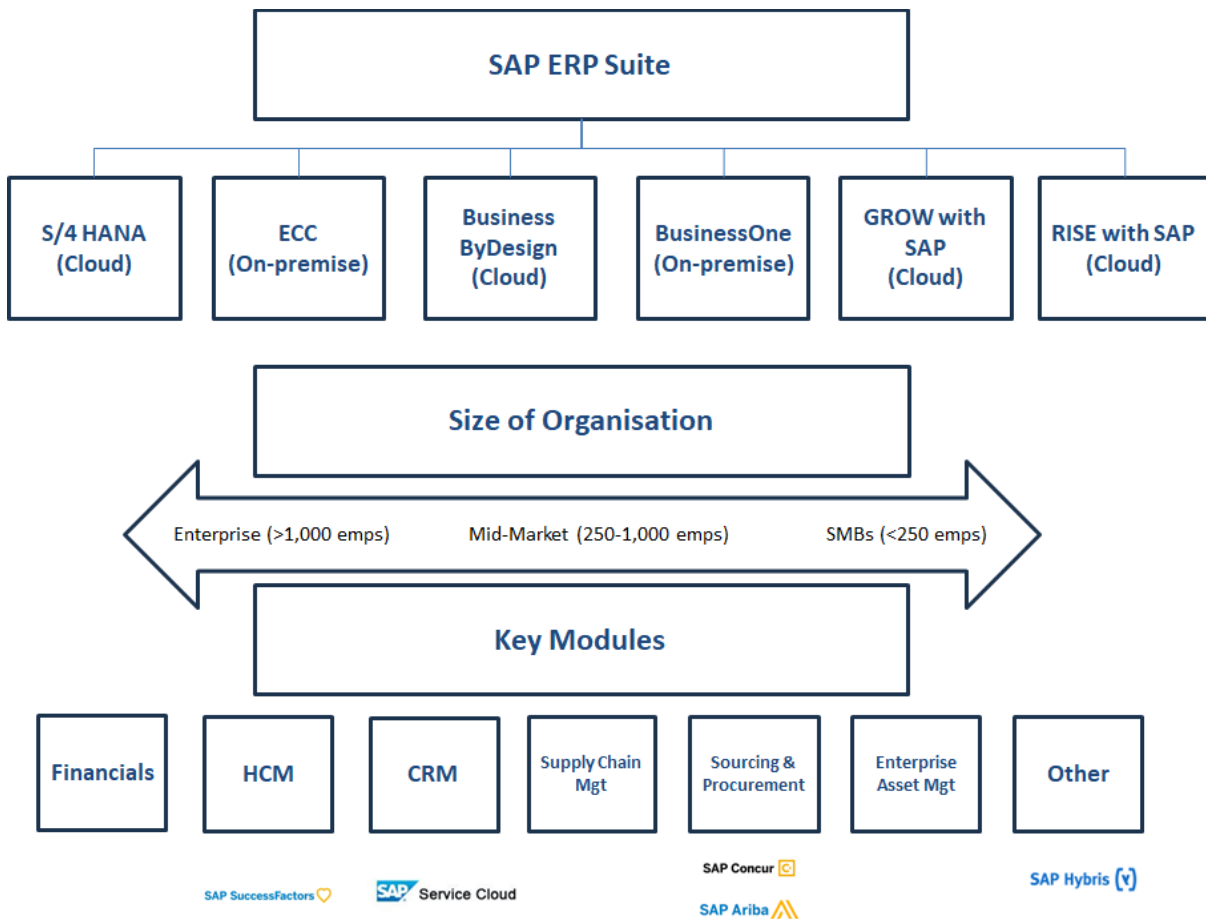 SAP ERP Suite
S/4 HANA
(Cloud)
ECC
(On-premise)
Business
ByDesign
(Cloud)
BusinessOne
(On-premise)
GROW with
SAP
(Cloud)
RISE with SAP
(Cloud)
Size of Organisation
Enterprise (>1,000 emps)
Mid-Market (250-1,000 emps)
SMBs (<250 emps)
Key Modules
Financials
HCM
CRM
Supply Chain
Mgt
Sourcing &
Procurement
Enterprise
Asset Mgt
Other
SAP SuccessFactors
SAP Service Cloud
SAP Concur C
SAP Ariba
SAP Hybris (y)